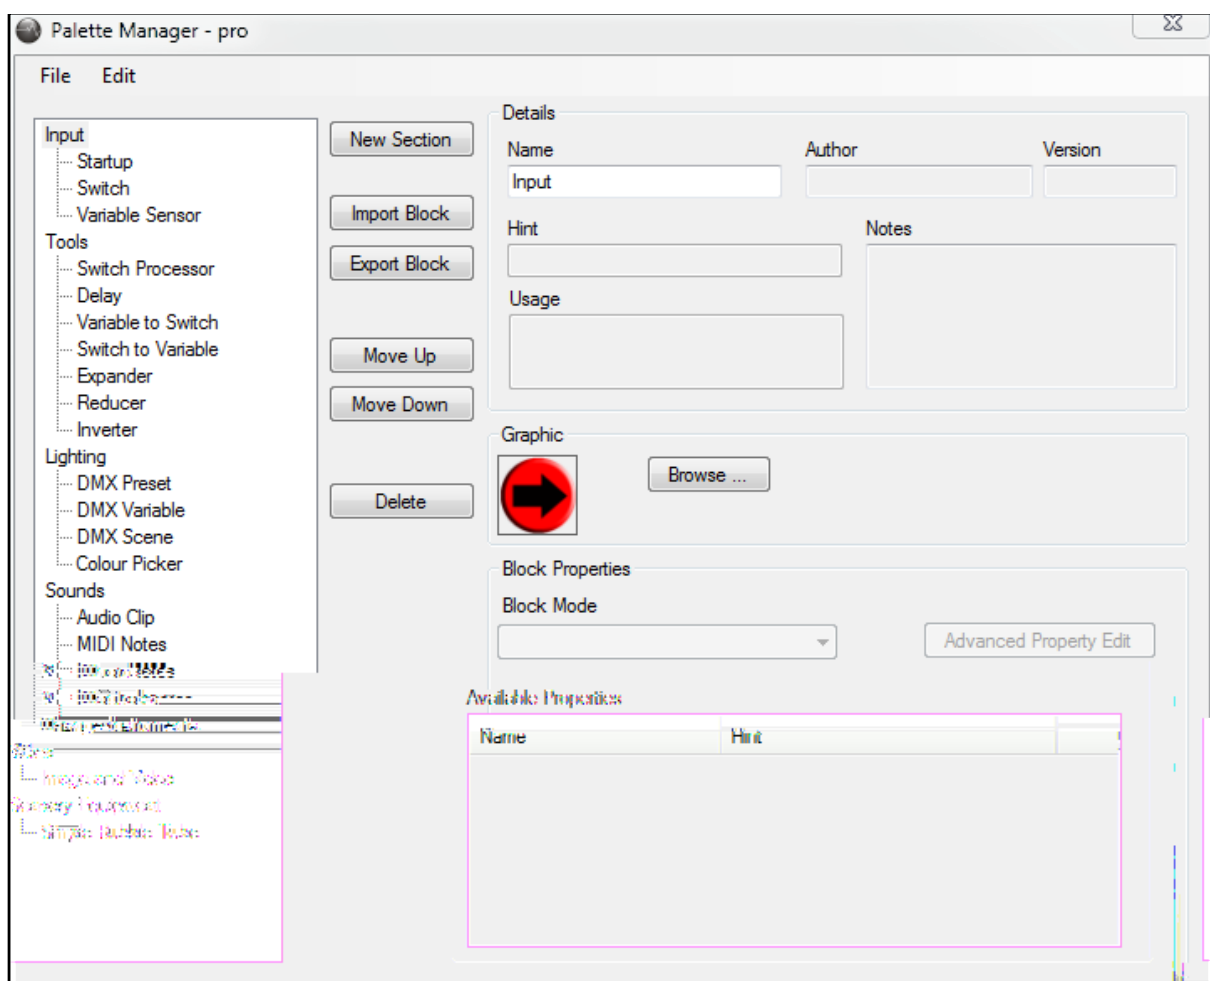 Palette Manager - pro
File Edit
Input
Startup
Switch
Variable Sensor
Tools
Switch Processor
Delay
Variable to Switch
Switch to Variable
Expander
Reducer
Inverter
Lighting
DMX Preset
DMX Variable
DMX Scene
Colour Picker
Sounds
Audio Clip
MIDI Notes
New Section
Import Block
Export Block
Move Up
Move Down
Delete
Details
Name Author Version
Input
Hint Notes
Usage
Graphic
Browse ...
Block Properties
Block Mode
Advanced Property Edit
Available Properties
Name Hint